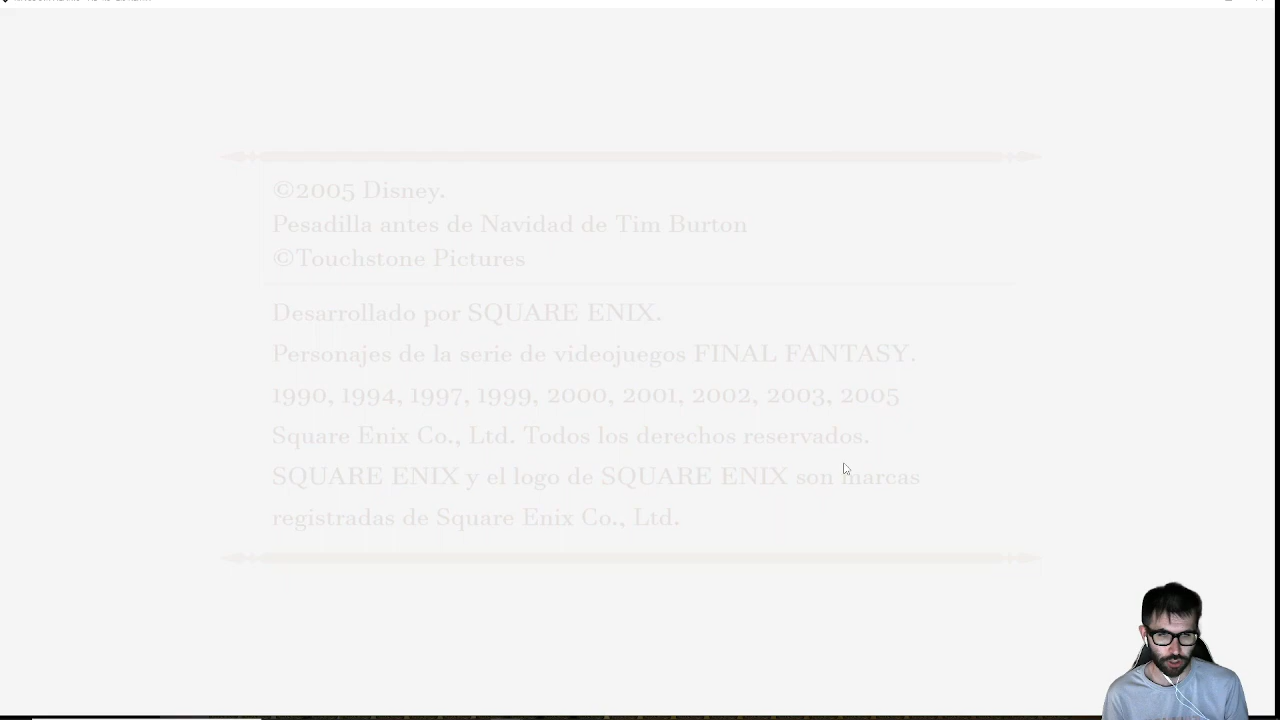 ©2005 Disney.
Pesadilla antes de Navidad de Tim Burton
©Touchstone Pictures
Desarrollado por SQUARE ENIX.
Personajes de la serie de videojuegos FINAL FANTASY.
1990, 1994, 1997, 1999, 2000, 2001, 2002, 2003, 2005
Square Enix Co., Ltd. Todos los derechos reservados.
SQUARE ENIX y el logo de SQUARE ENIX son marcas
registradas de Square Enix Co., Ltd.